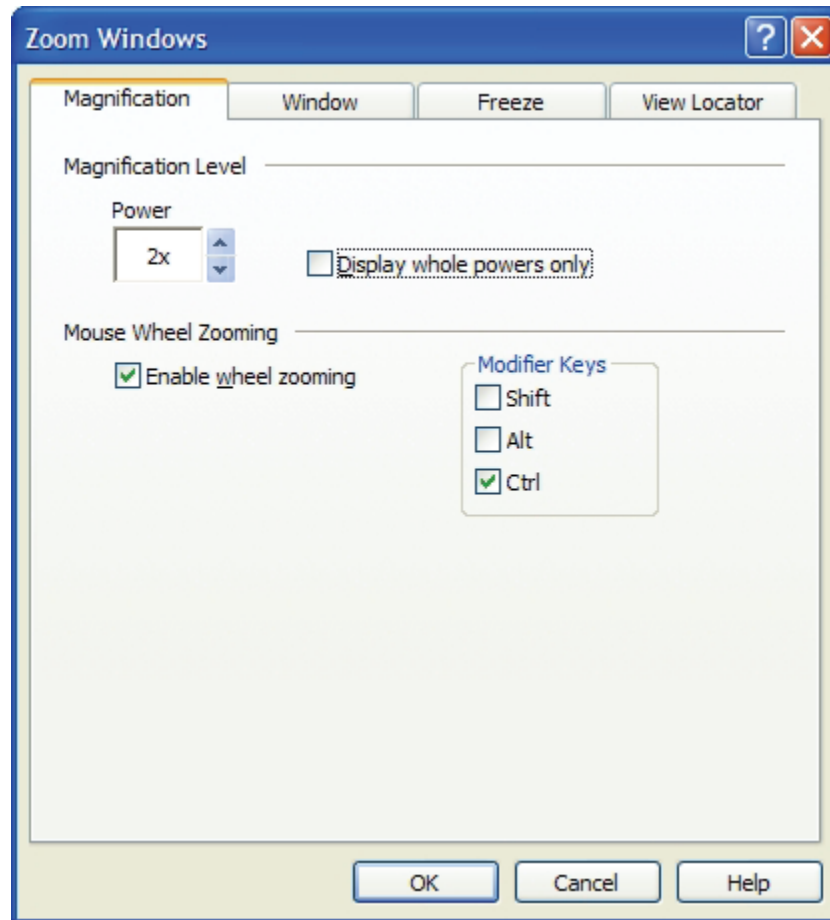 Zoom Windows
Magnification Window Freeze View Locator
Magnification Level
Power
2x Display whole powers only
Mouse Wheel Zooming
Enable wheel zooming
Modifier Keys
Shift
Alt
Ctrl
OK Cancel Help